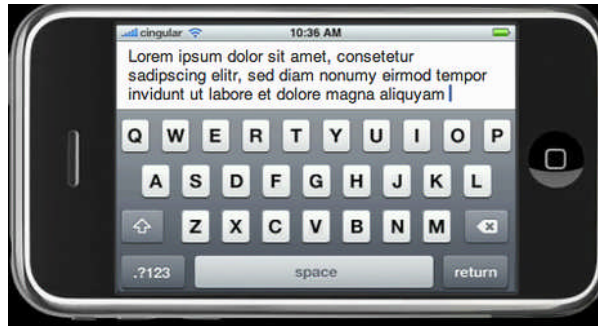 cingular 10:36 AM
Lorem ipsum dolor sit amet, consetetur
sadipscing elitr, sed diam nonumy eirmod tempor
invidunt ut labore et dolore magna aliquyam
Q W E R T Y U I O P
A S D F G H J K L
Z X C V B N M
.?123 space return